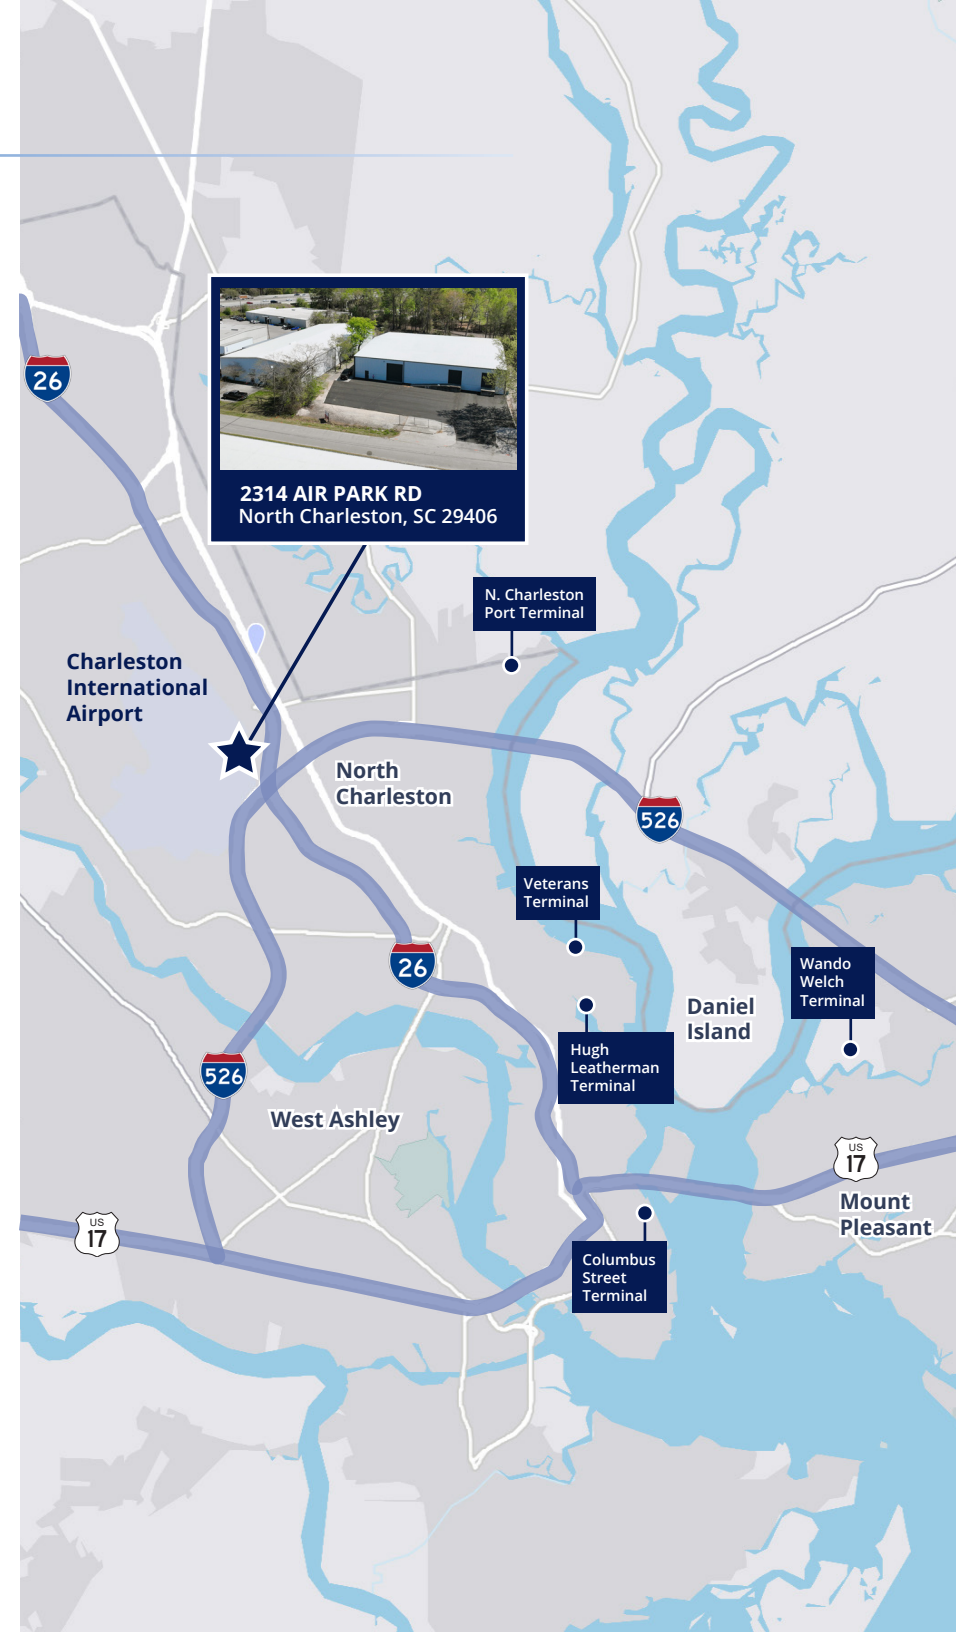 26
2314 AIR PARK RD
North Charleston, SC 29406
N. Charleston
Port Terminal
Charleston
International
Airport
North
Charleston
526
Veterans
Terminal
26
Wando
Welch
Terminal
Daniel
Island
Hugh
Leatherman
Terminal
526
West Ashley
US
17
Mount
Pleasant
US
17
Columbus
Street
Terminal